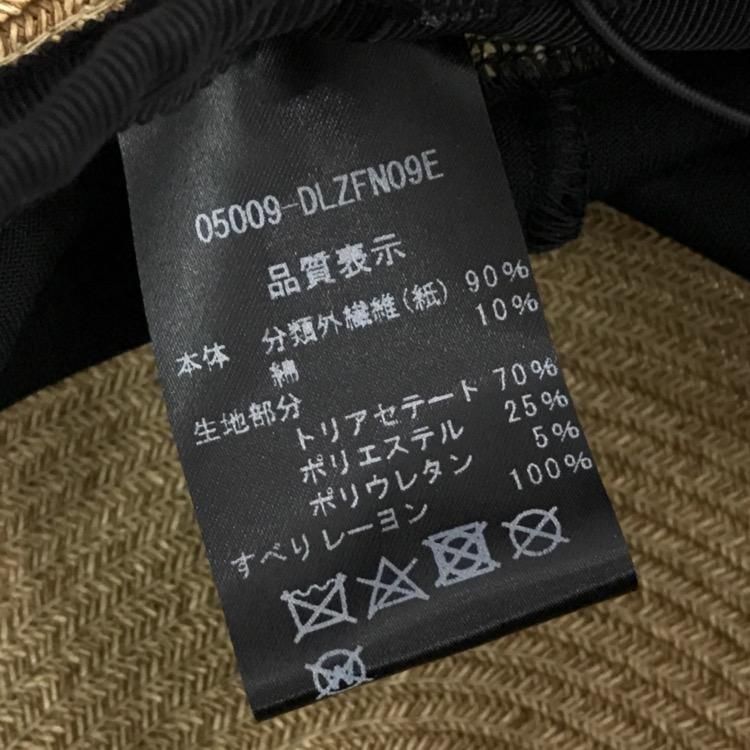 05009-DLZFN09E
品質表示
本体 分類外繊維(紙) 90%
綿 10%
生地部分
トリアセテート 70%
ポリエステル 25%
ポリウレタン 5%
すべりレーヨン 100%